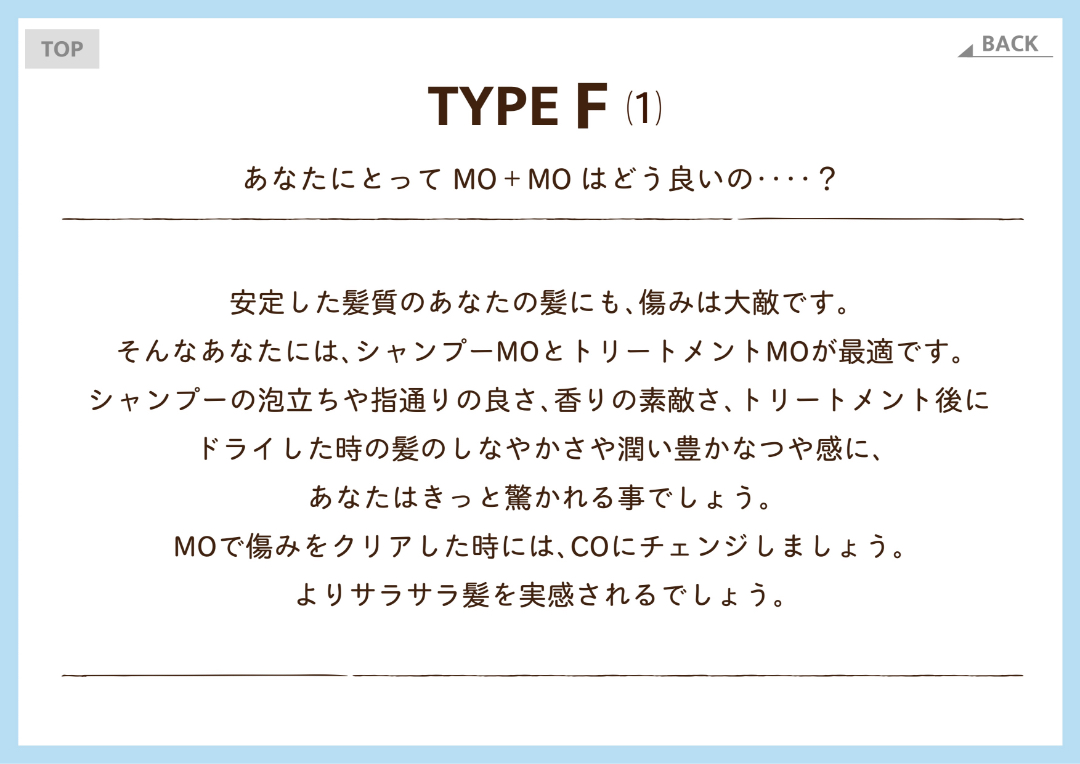 TOP
BACK
TYPE F (1)
あなたにとって MO + MO はどう良いの‥‥？
安定した髪質のあなたの髪にも、傷みは大敵です。
そんなあなたには、シャンプーMOとトリートメントMOが最適です。
シャンプーの泡立ちや指通りの良さ、香りの素敵さ、トリートメント後に
ドライした時の髪のしなやかさや潤い豊かなつや感に、
あなたはきっと驚かれる事でしょう。
MOで傷みをクリアした時には、COにチェンジしましょう。
よりサラサラ髪を実感されるでしょう。